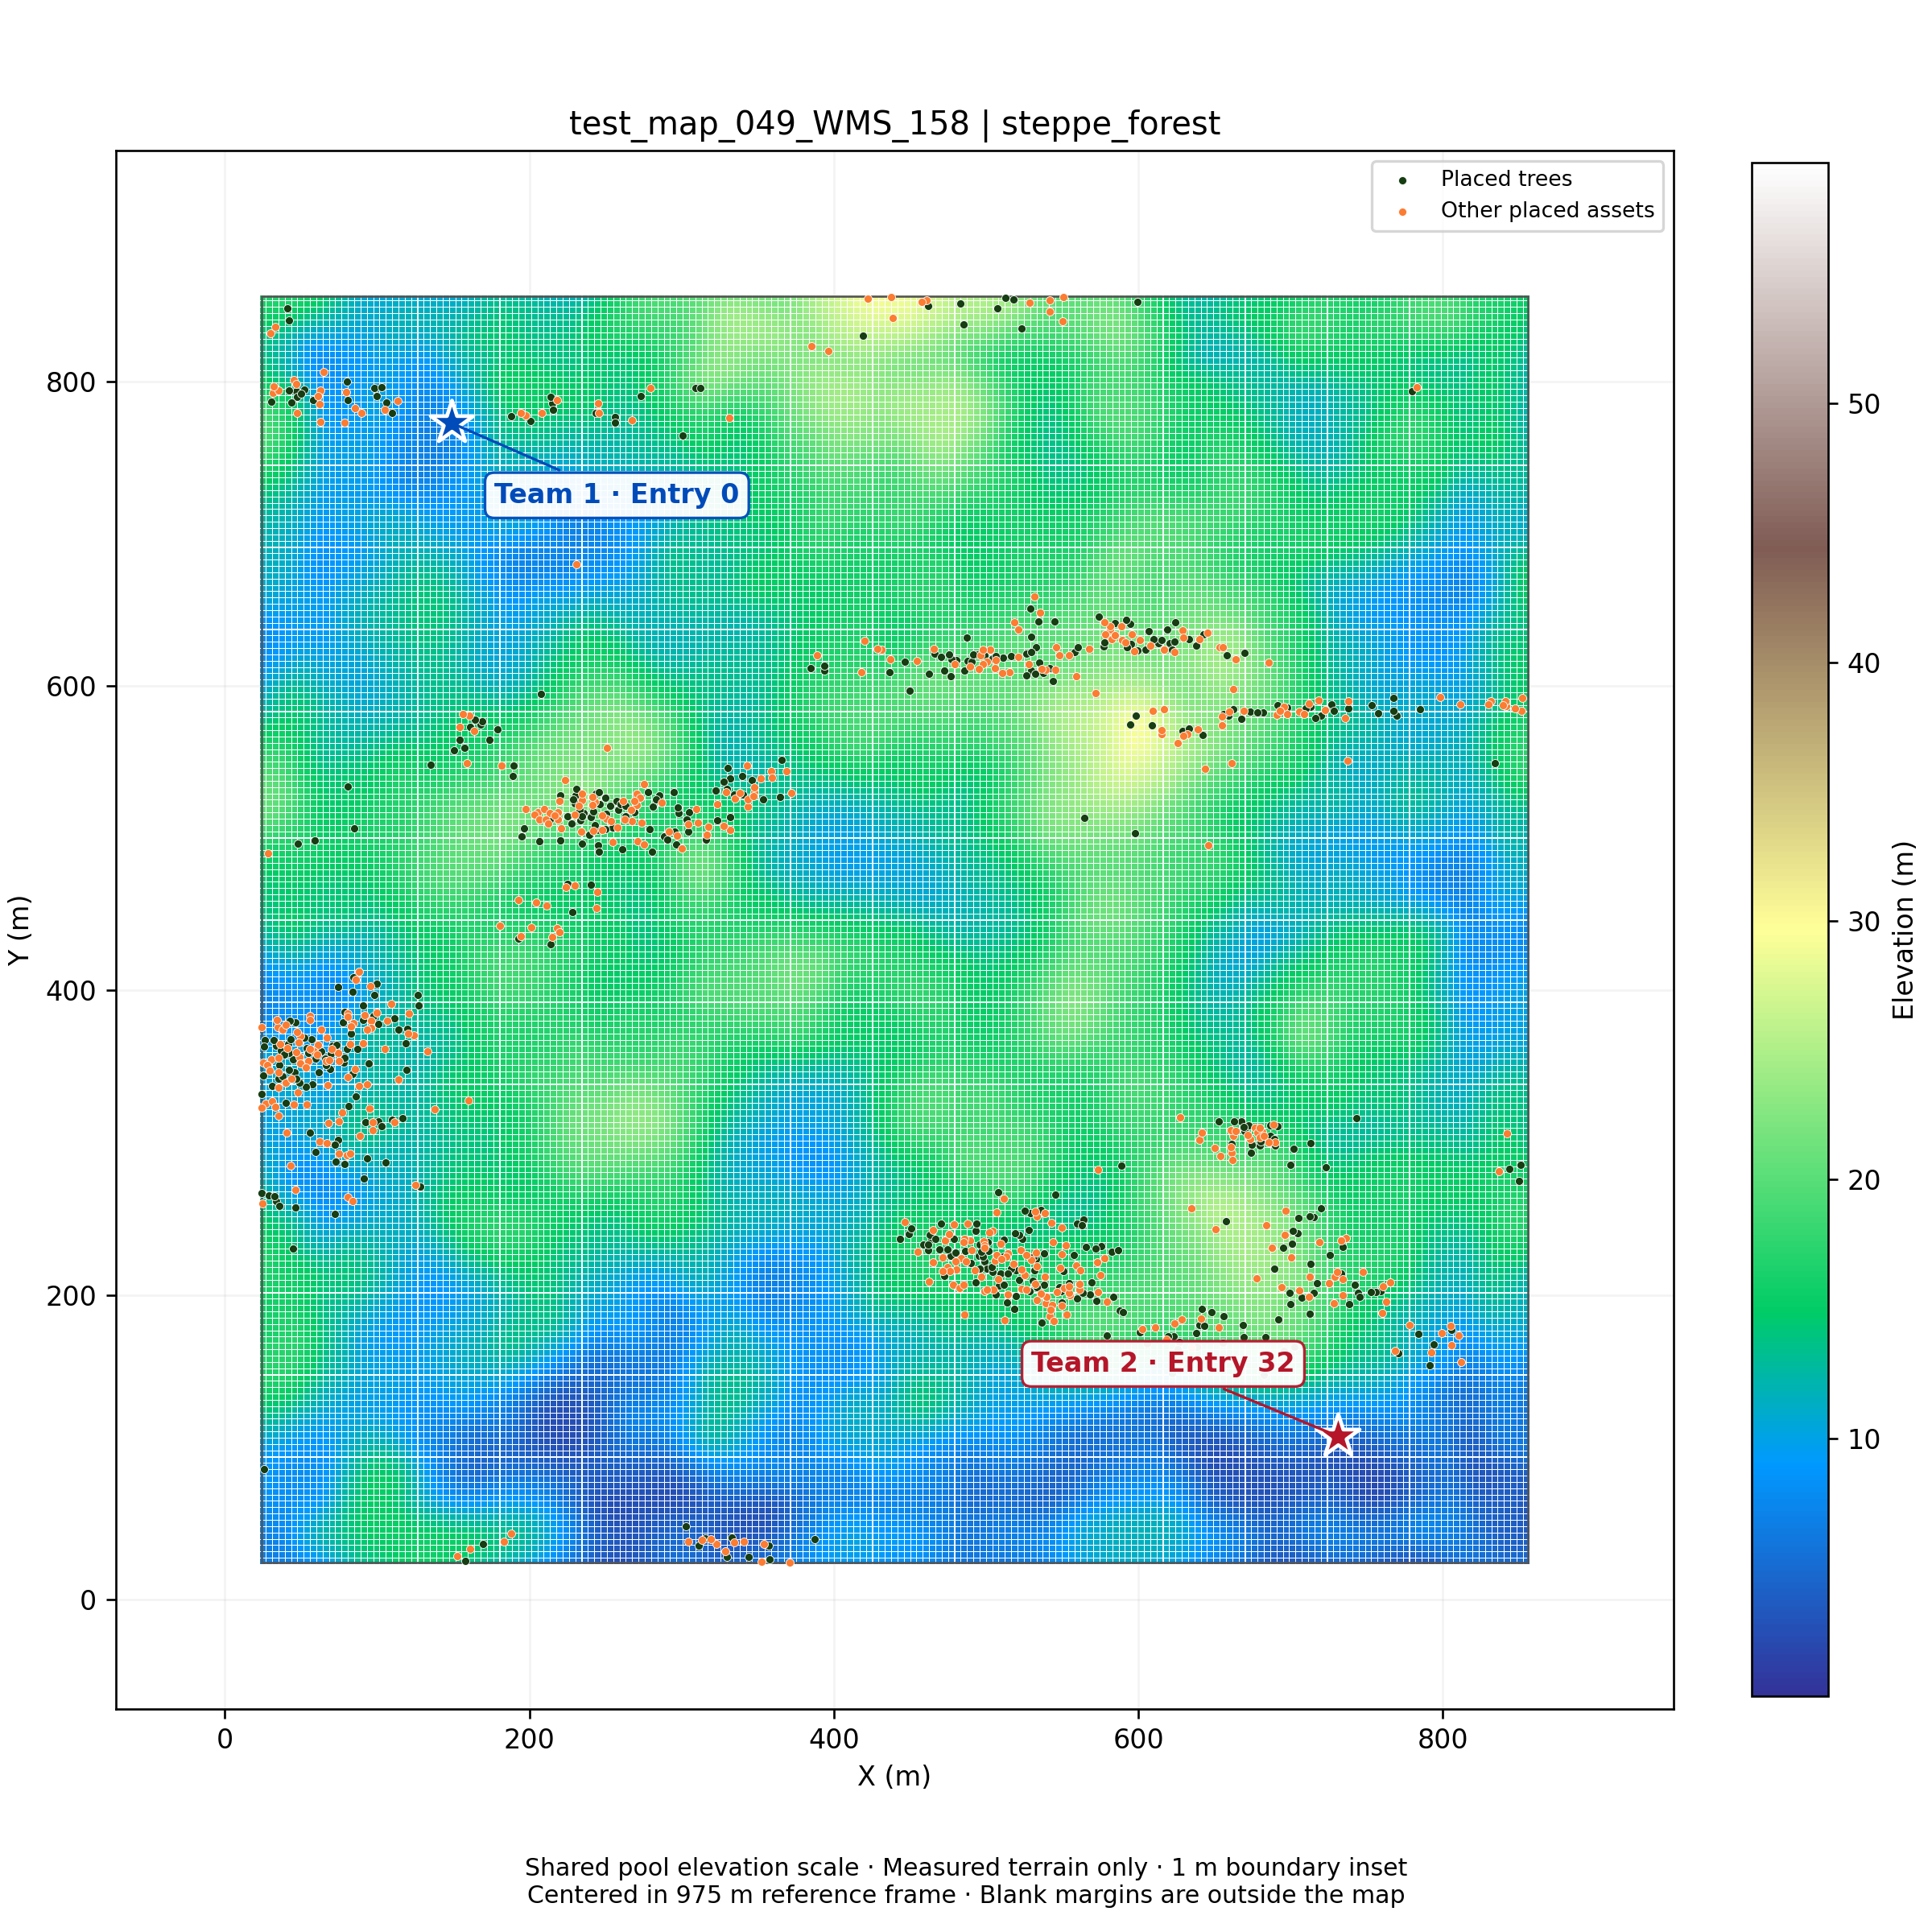 test_map_049_WMS_158 | steppe_forest
Placed trees
Other placed assets
Team 1 · Entry 0
Team 2 · Entry 32
800
600
400
200
0
Y (m)
0
200
400
600
800
X (m)
50
40
30
20
10
Elevation (m)
Shared pool elevation scale · Measured terrain only · 1 m boundary inset
Centered in 975 m reference frame · Blank margins are outside the map